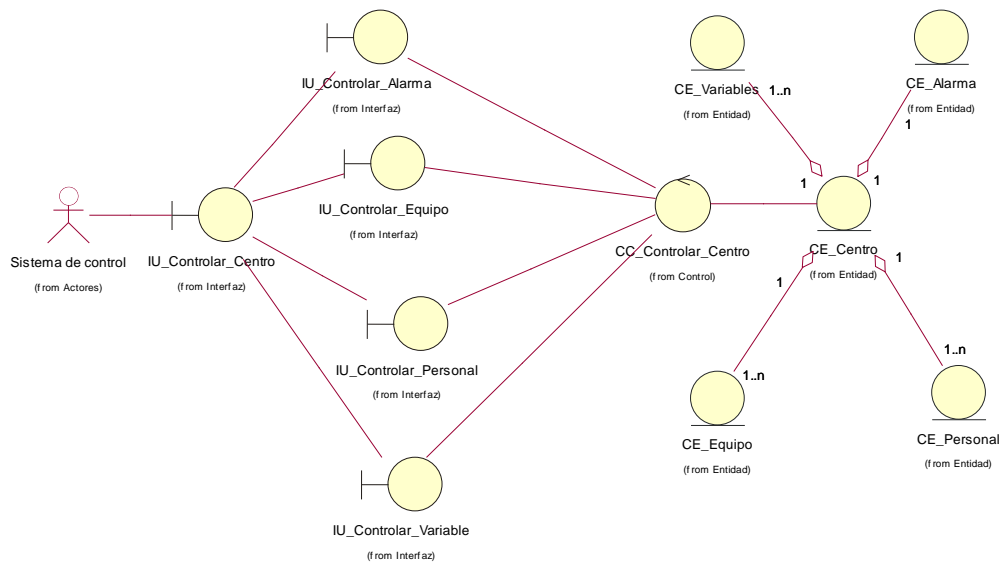 IU_Controlar_Alarma
(from Interfaz)
CE_Variables
1..n
(from Entidad)
CE_Alarma
(from Entidad)
1
IU_Controlar_Equipo
(from Interfaz)
1
1
Sistema de control
(from Actores)
IU_Controlar_Centro
(from Interfaz)
CC_Controlar_Centro
(from Control)
CE_Centro
(from Entidad)
1
1
IU_Controlar_Personal
(from Interfaz)
1..n
1..n
CE_Equipo
(from Entidad)
CE_Personal
(from Entidad)
IU_Controlar_Variable
(from Interfaz)